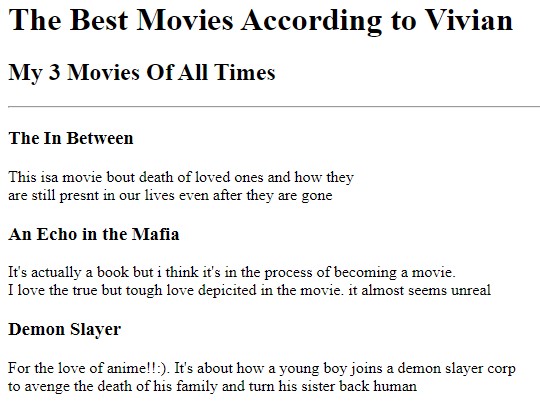 The Best Movies According to Vivian
My 3 Movies Of All Times
The In Between
This isa movie bout death of loved ones and how they
are still presnt in our lives even after they are gone
An Echo in the Mafia
It's actually a book but i think it's in the process of becoming a movie.
I love the true but tough love depicited in the movie. it almost seems unreal
Demon Slayer
For the love of anime!!:). It's about how a young boy joins a demon slayer corp
to avenge the death of his family and turn his sister back human